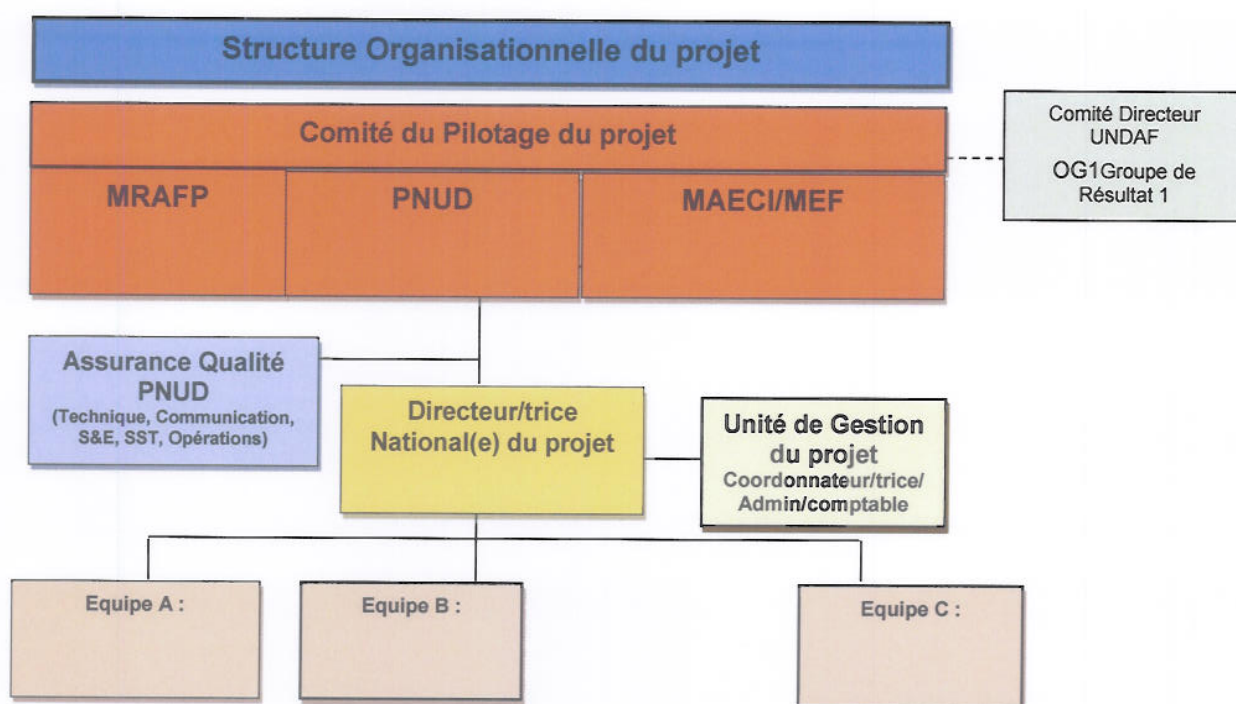 Structure Organisationnelle du projet
Comité du Pilotage du projet
MRAFP
PNUD
MAECI/MEF
Comité Directeur
UNDAF
OG1Groupe de
Résultat 1
Assurance Qualité
PNUD
(Technique, Communication,
S&E, SST, Opérations)
Directeur/trice
National(e) du projet
Unité de Gestion
du projet
Coordonnateur/trice/
Admin/comptable
Equipe A :
Equipe B :
Equipe C :